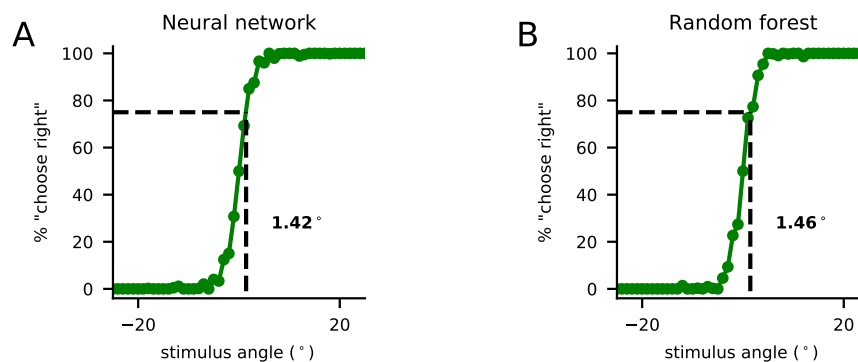 A
Neural network
100
80
60
40
20
0
% "choose right"
1.42°
−20
20
stimulus angle (°)
B
Random forest
100
80
60
40
20
0
% "choose right"
1.46°
−20
20
stimulus angle (°)